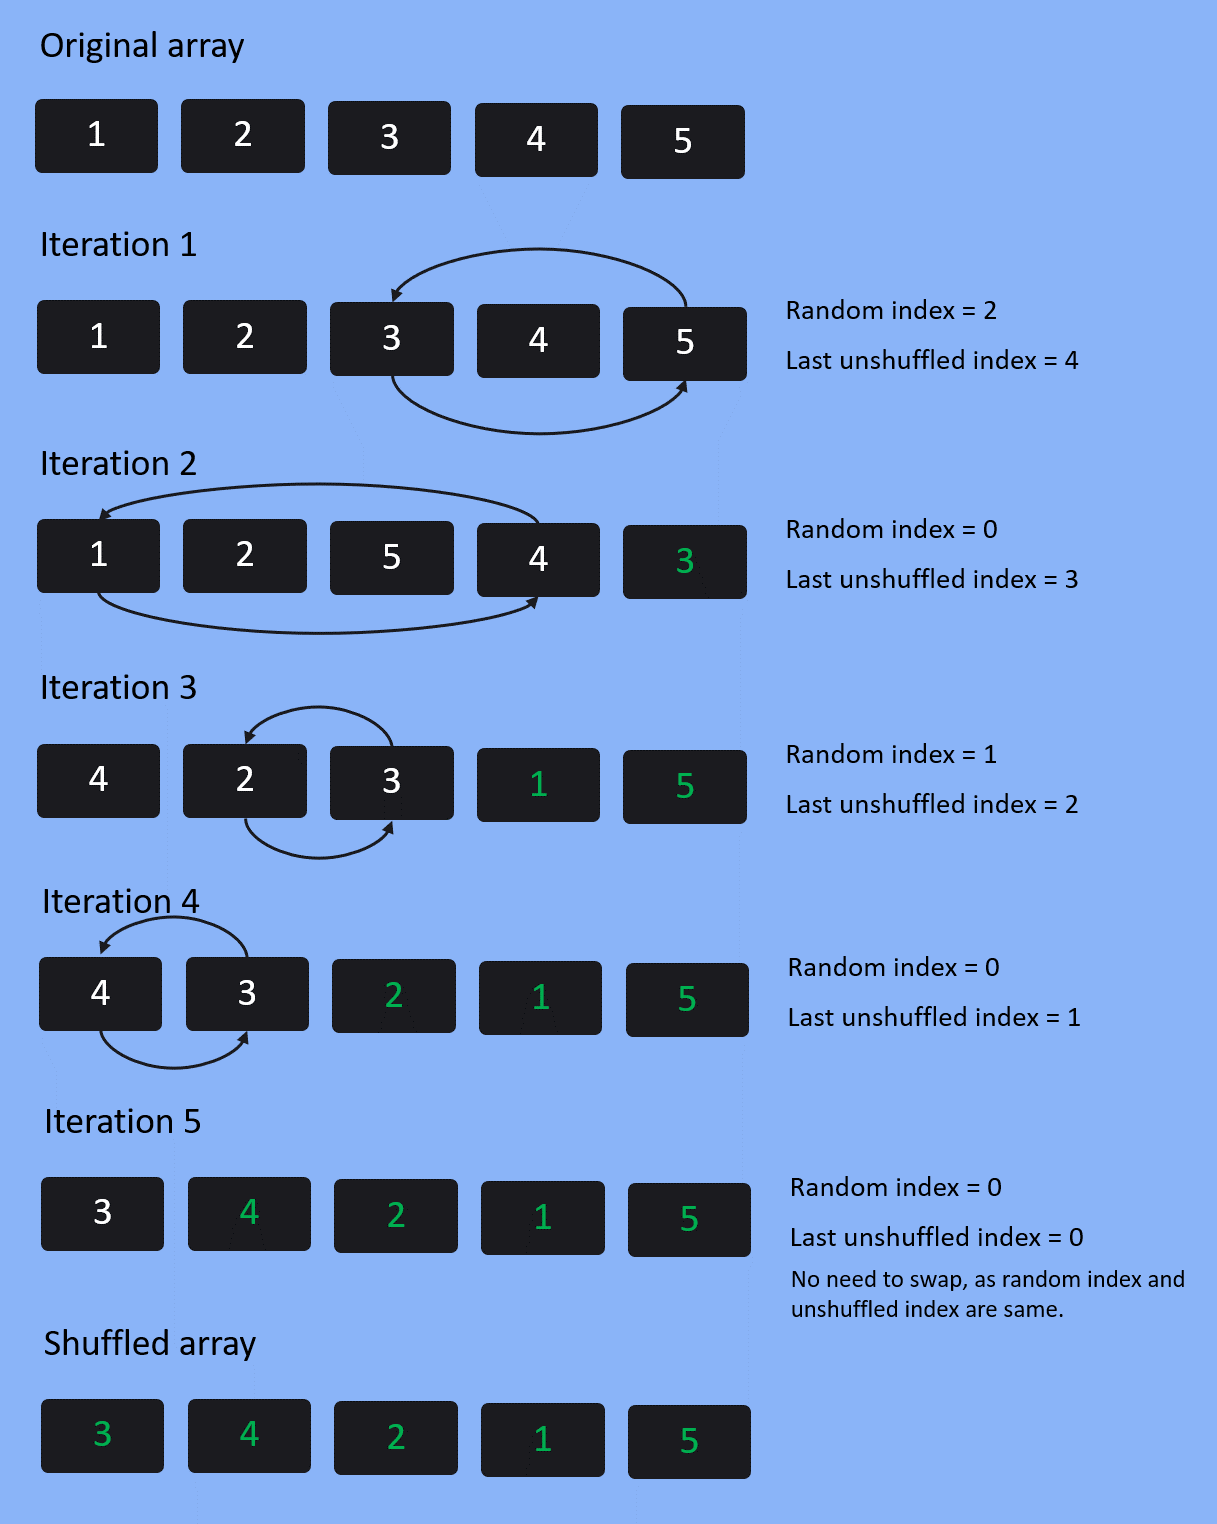 Original array
1 2 3 4 5
Iteration 1
1 2 3 4 5
Random index = 2
Last unshuffled index = 4
Iteration 2
1 2 5 4 3
Random index = 0
Last unshuffled index = 3
Iteration 3
4 2 3 1 5
Random index = 1
Last unshuffled index = 2
Iteration 4
4 3 2 1 5
Random index = 0
Last unshuffled index = 1
Iteration 5
3 4 2 1 5
Random index = 0
Last unshuffled index = 0
No need to swap, as random index and
unshuffled index are same.
Shuffled array
3 4 2 1 5